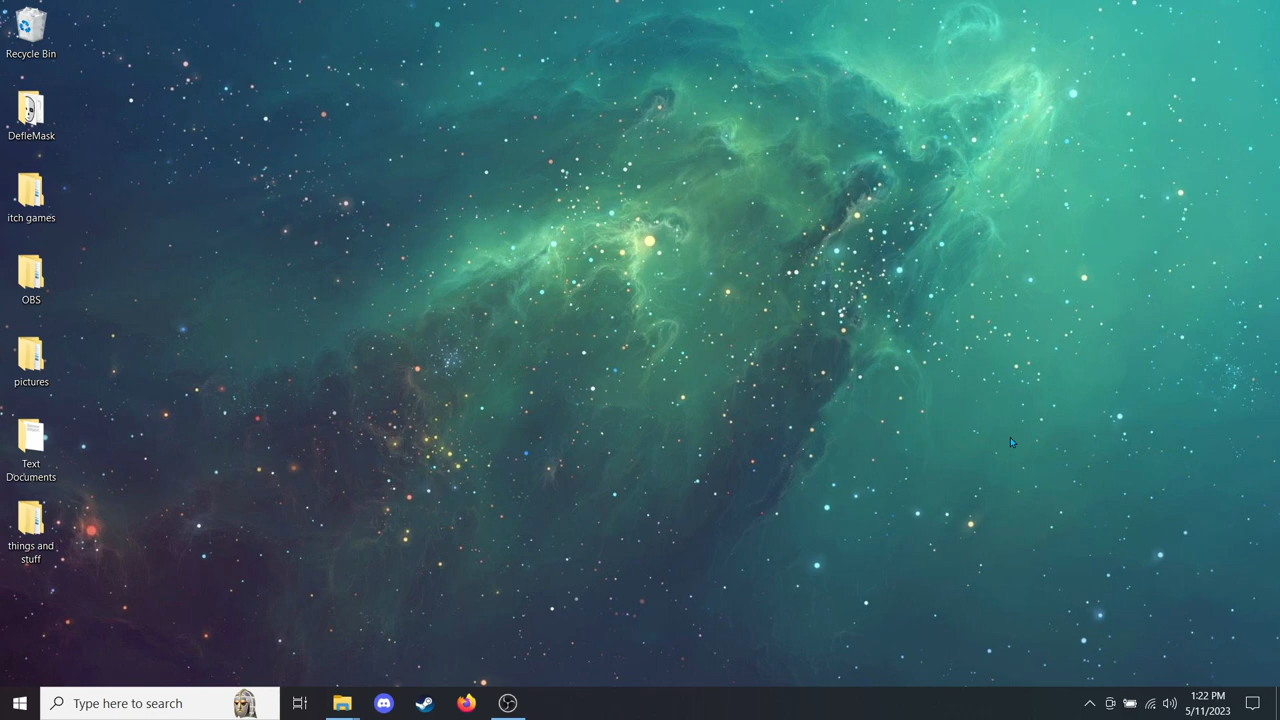 Recycle Bin
DefleMask
itch games
OBS
pictures
Text
Documents
things and
stuff
Type here to search
1:22 PM
5/11/2023